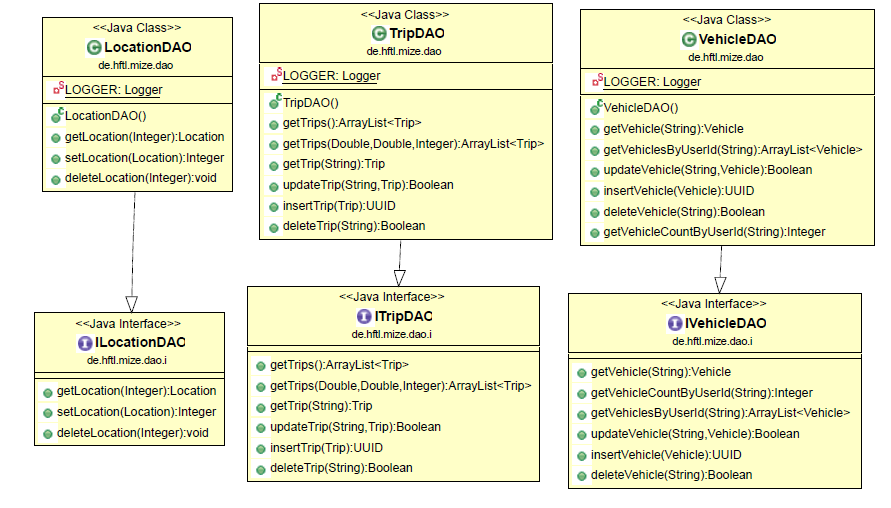 <<Java Class>>
LocationDAO
de.hftl.mize.dao
LOGGER: Logger
LocationDAO()
getLocation(Integer):Location
setLocation(Location):Integer
deleteLocation(Integer):void
<<Java Class>>
TripDAO
de.hftl.mize.dao
LOGGER: Logger
TripDAO()
getTrips():ArrayList<Trip>
getTrips(Double,Double,Integer):ArrayList<Trip>
getTrip(String):Trip
updateTrip(String,Trip):Boolean
insertTrip(Trip):UUID
deleteTrip(String):Boolean
<<Java Class>>
VehicleDAO
de.hftl.mize.dao
LOGGER: Logger
VehicleDAO()
getVehicle(String):Vehicle
getVehiclesByUserId(String):ArrayList<Vehicle>
updateVehicle(String,Vehicle):Boolean
insertVehicle(Vehicle):UUID
deleteVehicle(String):Boolean
getVehicleCountByUserId(String):Integer
<<Java Interface>>
ILocationDAO
de.hftl.mize.dao.i
getLocation(Integer):Location
setLocation(Location):Integer
deleteLocation(Integer):void
<<Java Interface>>
ITripDAO
de.hftl.mize.dao.i
getTrips():ArrayList<Trip>
getTrips(Double,Double,Integer):ArrayList<Trip>
getTrip(String):Trip
updateTrip(String,Trip):Boolean
insertTrip(Trip):UUID
deleteTrip(String):Boolean
<<Java Interface>>
IVehicleDAO
de.hftl.mize.dao.i
getVehicle(String):Vehicle
getVehicleCountByUserId(String):Integer
getVehiclesByUserId(String):ArrayList<Vehicle>
updateVehicle(String,Vehicle):Boolean
insertVehicle(Vehicle):UUID
deleteVehicle(String):Boolean